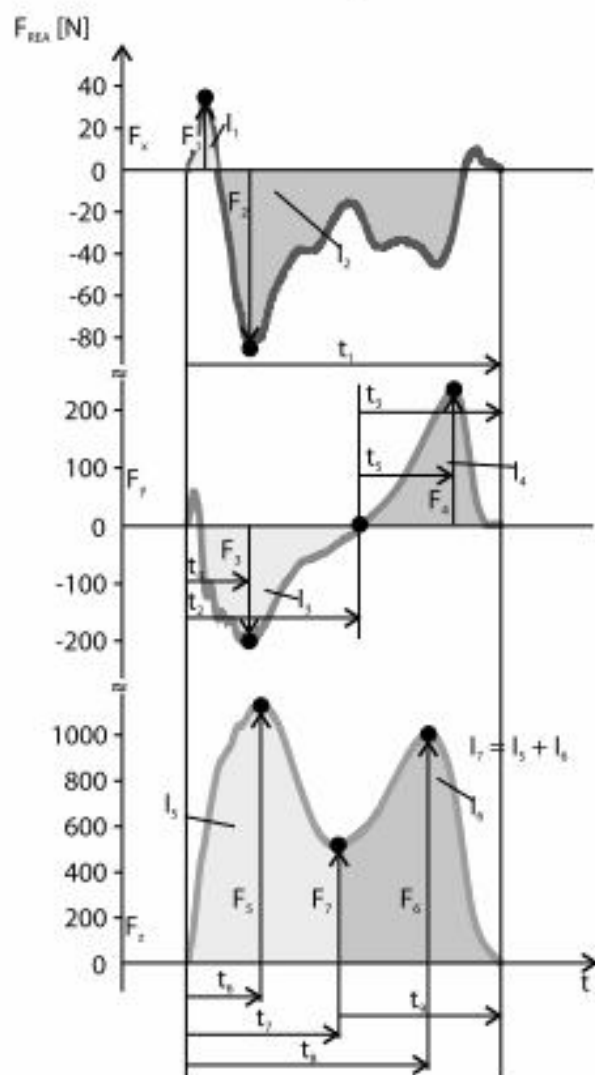 F_REA [N]
40
20
F_x F_1 I_1
0
-20
F_2
-40
I_2
-60
-80
t_1
≈
200
t_3
100
t_5
F_y F_4 I_4
0
F_3
-100
t_2 I_3
-200
≈
1000
I_7 = I_5 + I_6
800
I_5 I_6
600
400
F_5 F_7 F_6
200
F_z
0
t
t_6
t_9
t_7
t_8